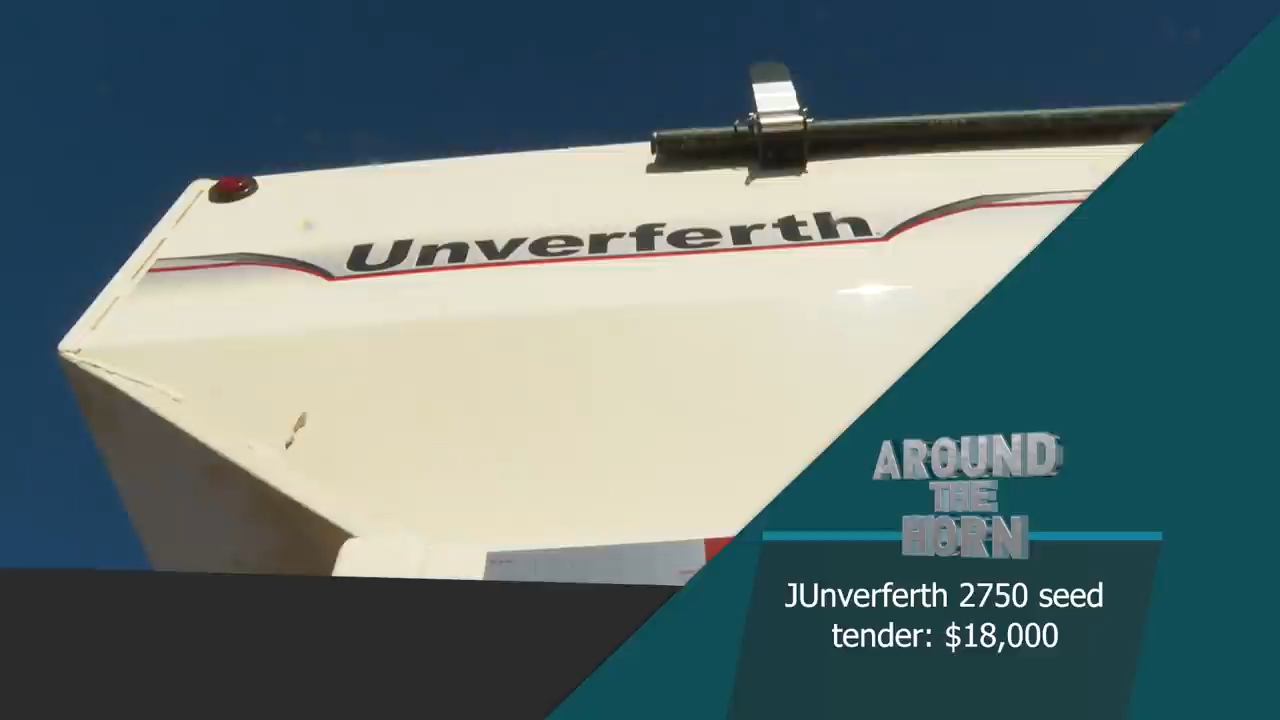 Unverferth
AROUND
THE
HORN
JUnverferth 2750 seed
tender: $18,000